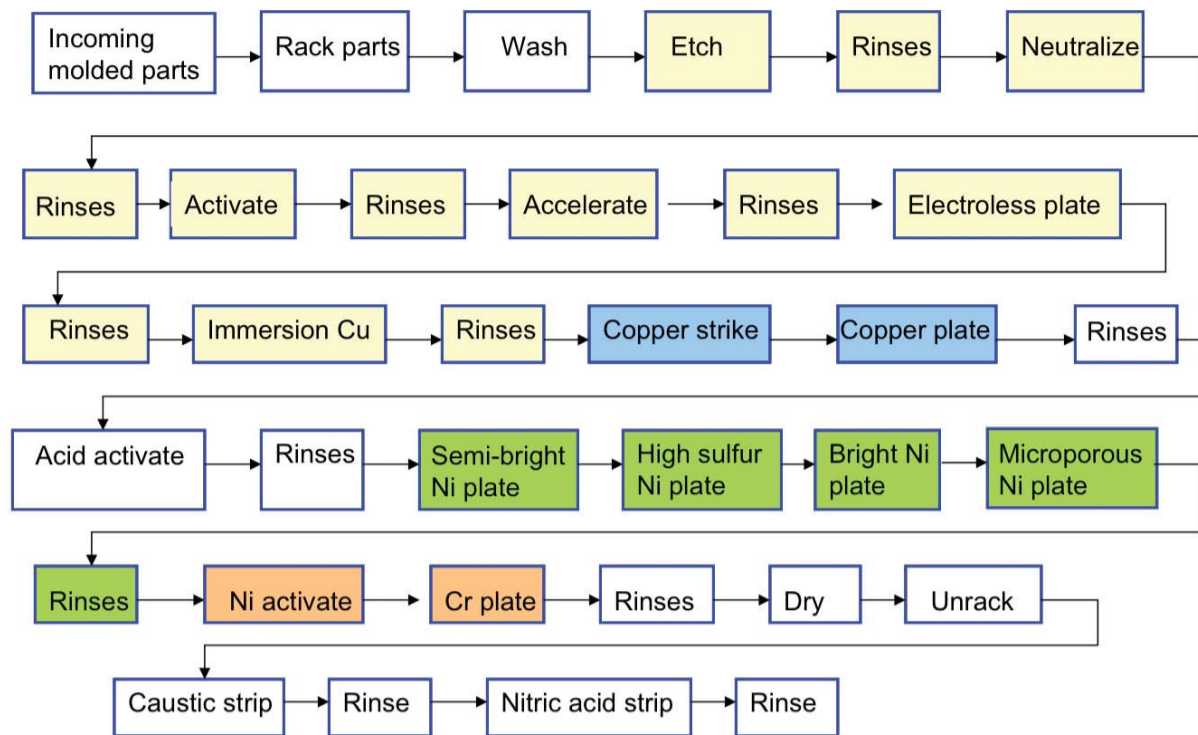 Incoming
molded parts
Rack parts
Wash
Etch
Rinses
Neutralize
Rinses
Activate
Rinses
Accelerate
Rinses
Electroless plate
Rinses
Immersion Cu
Rinses
Copper strike
Copper plate
Rinses
Acid activate
Rinses
Semi-bright
Ni plate
High sulfur
Ni plate
Bright Ni
plate
Microporous
Ni plate
Rinses
Ni activate
Cr plate
Rinses
Dry
Unrack
Caustic strip
Rinse
Nitric acid strip
Rinse